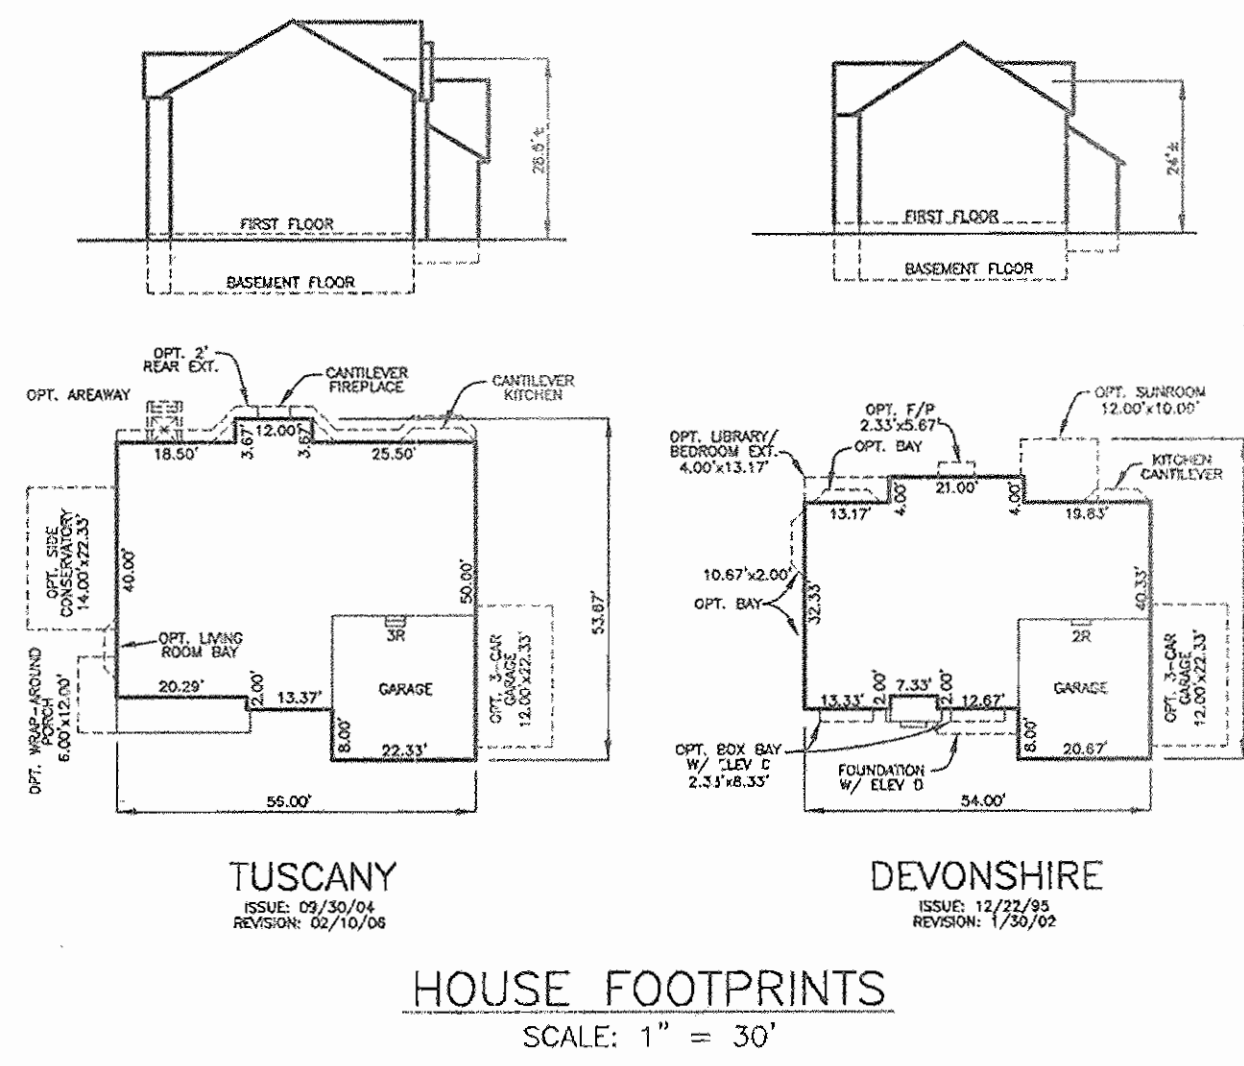 28.5'±
FIRST FLOOR
BASEMENT FLOOR
24'±
FIRST FLOOR
BASEMENT FLOOR
OPT. 2'
REAR EXT.
CANTILEVER
FIREPLACE
CANTILEVER
KITCHEN
OPT. AREAWAY
18.50'
3.67'
12.00'
3.67'
25.50'
OPT. SIDE
CONSERVATORY
14.00'x22.33'
40.00'
50.00'
53.67'
OPT. LIVING
ROOM BAY
3R
GARAGE
OPT. 3-CAR
GARAGE
12.00'x22.33'
OPT. WRAP-AROUND
PORCH
6.00'x12.00'
20.29'
2.00'
13.37'
8.00'
22.33'
56.00'
TUSCANY
ISSUE: 09/30/04
REVISION: 02/10/06
OPT. SUNROOM
12.00'x10.00'
OPT. F/P
2.33'x5.67'
OPT. LIBRARY/
BEDROOM EXT.
4.00'x13.17'
OPT. BAY
KITCHEN
CANTILEVER
13.17'
4.00'
21.00'
4.00'
19.83'
10.67'x2.00'
OPT. BAY
32.33'
40.33'
2R
GARAGE
OPT. 3-CAR
GARAGE
12.00'x22.33'
13.33'
2.00'
7.33'
2.00'
12.67'
8.00'
20.67'
OPT. BOX BAY
W/ ELEV C
2.33'x8.33'
FOUNDATION
W/ ELEV D
54.00'
DEVONSHIRE
ISSUE: 12/22/95
REVISION: 1/30/02
HOUSE FOOTPRINTS
SCALE: 1" = 30'